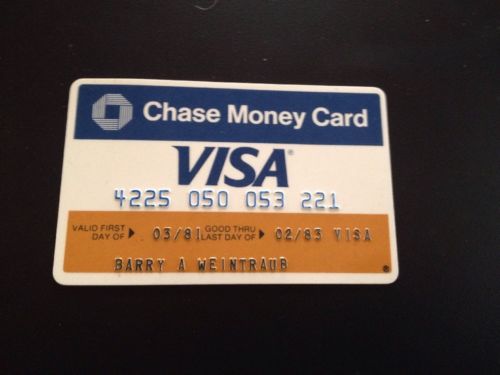 Chase Money Card
VISA®
4225 050 053 221
VALID FIRST DAY OF ▶ 03/81 GOOD THRU LAST DAY OF ▶ 02/83 VISA
BARRY A WEINTRAUB
®